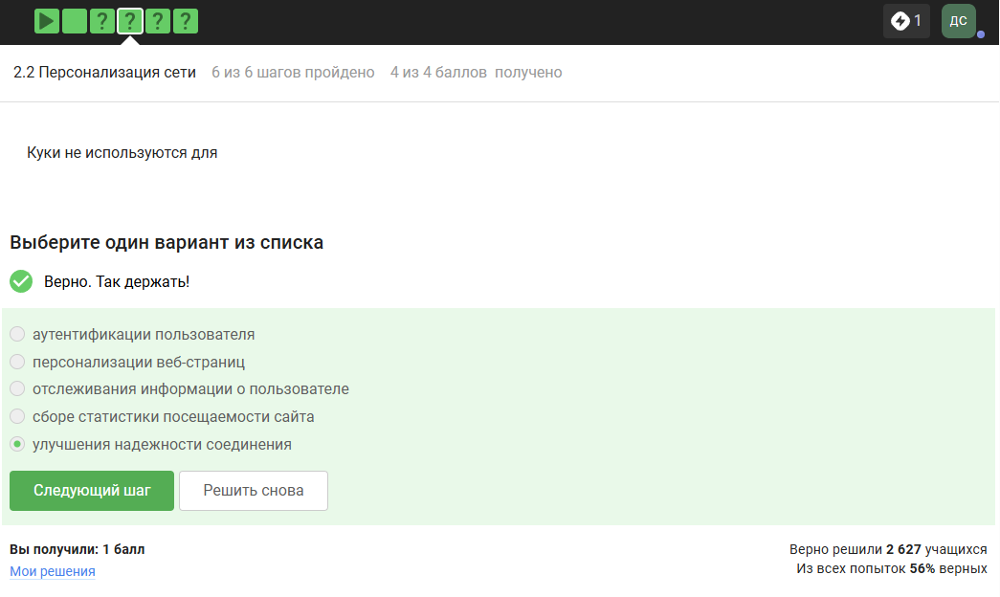 ? ? ? ?
1
ДС
2.2 Персонализация сети 6 из 6 шагов пройдено 4 из 4 баллов получено
Куки не используются для
Выберите один вариант из списка
Верно. Так держать!
аутентификации пользователя
персонализации веб-страниц
отслеживания информации о пользователе
сборе статистики посещаемости сайта
улучшения надежности соединения
Следующий шаг Решить снова
Вы получили: 1 балл
Мои решения
Верно решили 2 627 учащихся
Из всех попыток 56% верных